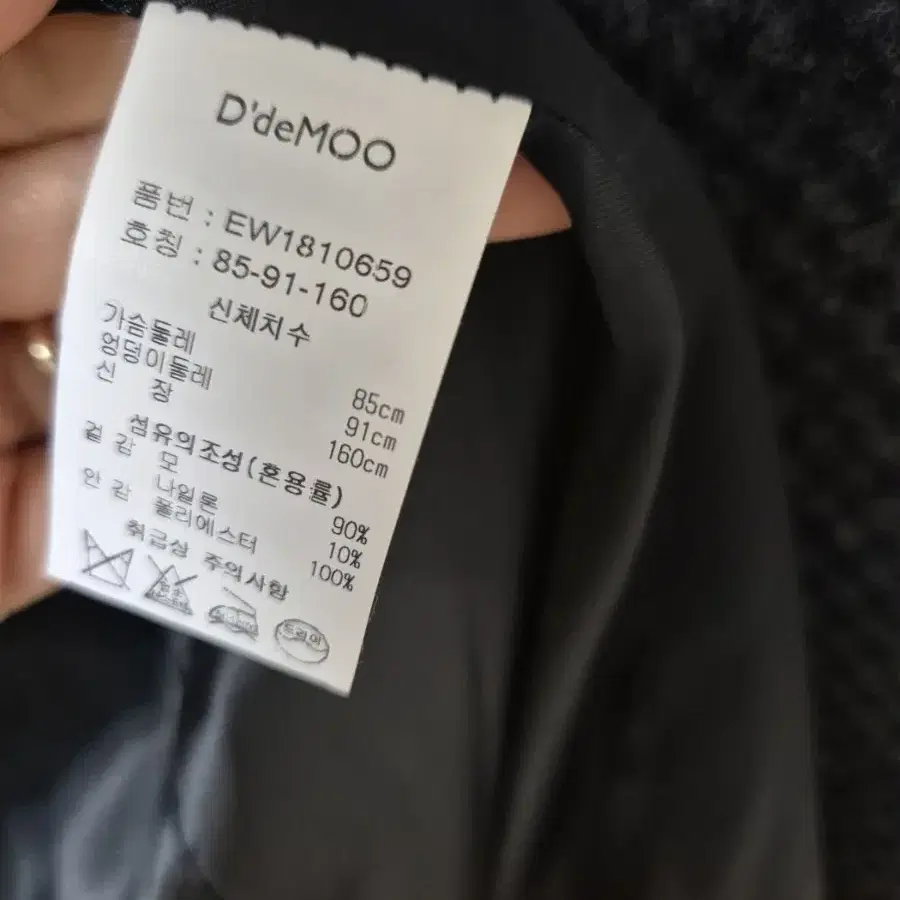 D'deMOO
품번 : EW1810659
호칭 : 85-91-160
신체치수
가슴둘레 85cm
엉덩이둘레 91cm
신 장 160cm
섬유의조성(혼용률)
겉 감 모 90%
나일론 10%
안 감 폴리에스터 100%
취급상 주의사항
드라이